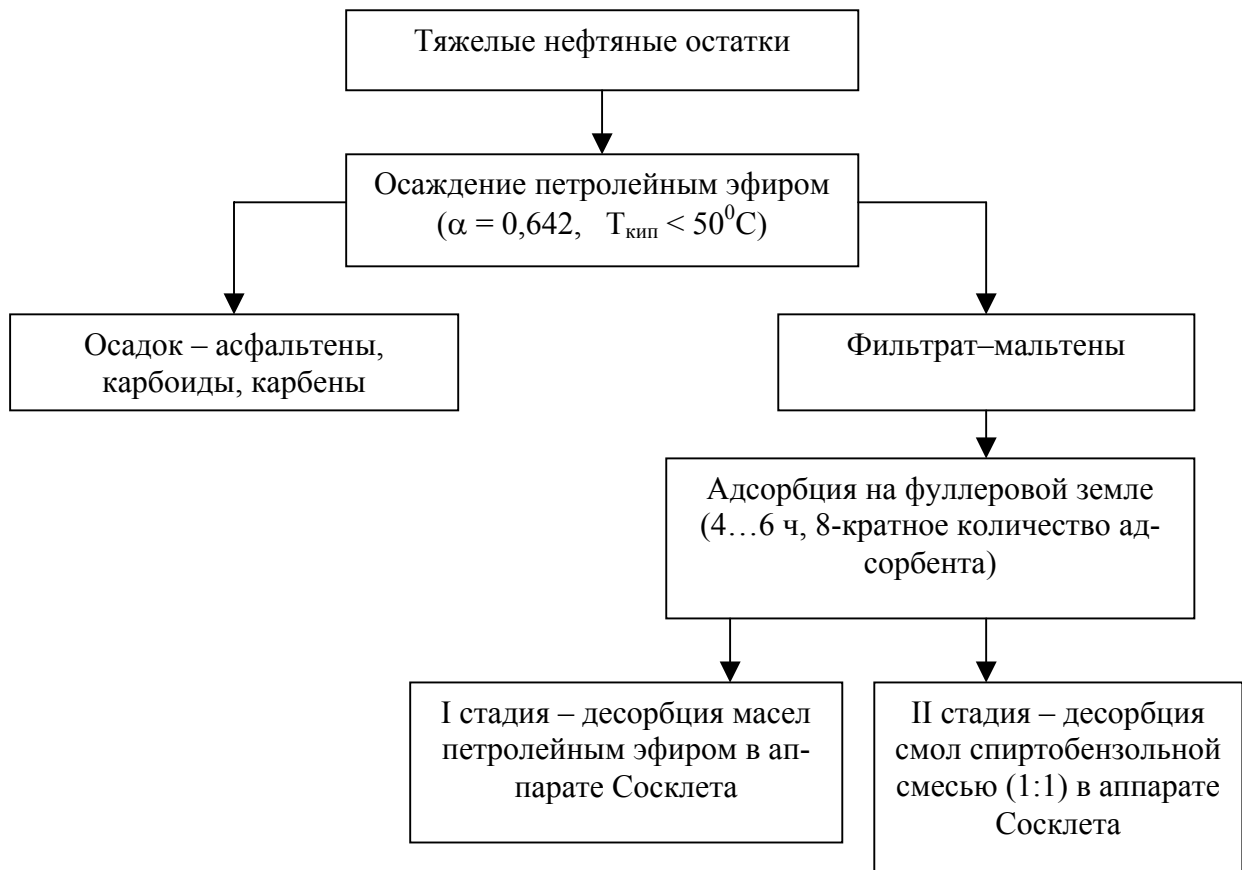 Тяжелые нефтяные остатки
Осаждение петролейным эфиром
(α = 0,642, Tкип < 50⁰C)
Осадок – асфальтены,
карбоиды, карбены
Фильтрат–мальтены
Адсорбция на фуллеровой земле
(4…6 ч, 8-кратное количество ад-
сорбента)
I стадия – десорбция масел
петролейным эфиром в ап-
парате Сосклета
II стадия – десорбция
смол спиртобензольной
смесью (1:1) в аппарате
Сосклета